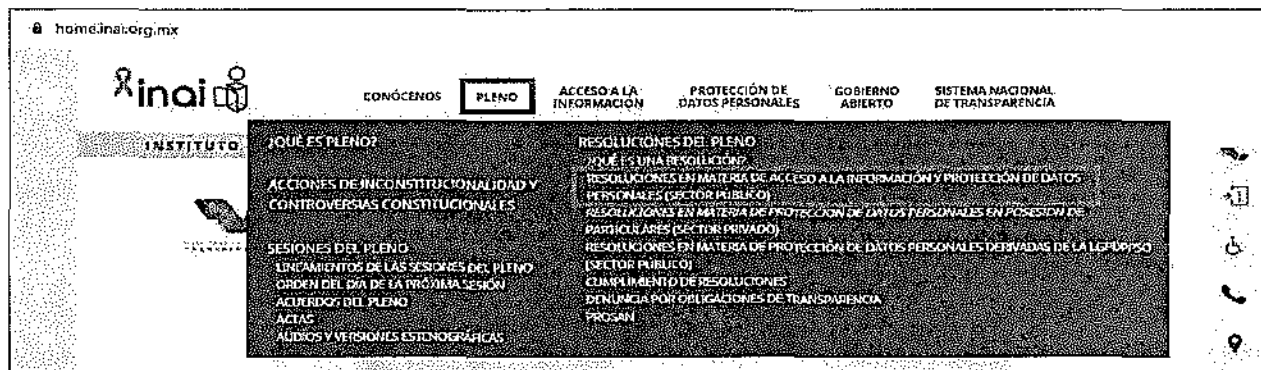 home.inai.org.mx
inai
CONÓCENOS
PLENO
ACCESO A LA
INFORMACIÓN
PROTECCIÓN DE
DATOS PERSONALES
GOBIERNO
ABIERTO
SISTEMA NACIONAL
DE TRANSPARENCIA
INSTITUTO
¿QUÉ ES PLENO?
ACCIONES DE INCONSTITUCIONALIDAD Y
CONTROVERSIAS CONSTITUCIONALES
SESIONES DEL PLENO
LINEAMIENTOS DE LAS SESIONES DEL PLENO
ORDEN DEL DÍA DE LA PRÓXIMA SESIÓN
ACUERDOS DEL PLENO
ACTAS
AUDIOS Y VERSIONES ESTENOGRÁFICAS
RESOLUCIONES DEL PLENO
¿QUÉ ES UNA RESOLUCIÓN?
RESOLUCIONES EN MATERIA DE ACCESO A LA INFORMACIÓN Y PROTECCIÓN DE DATOS
PERSONALES (SECTOR PÚBLICO)
RESOLUCIONES EN MATERIA DE PROTECCIÓN DE DATOS PERSONALES EN POSESIÓN DE
PARTICULARES (SECTOR PRIVADO)
RESOLUCIONES EN MATERIA DE PROTECCIÓN DE DATOS PERSONALES DERIVADAS DE LA LGPDPPSO
(SECTOR PÚBLICO)
CUMPLIMIENTO DE RESOLUCIONES
DENUNCIA POR OBLIGACIONES DE TRANSPARENCIA
PROSAN